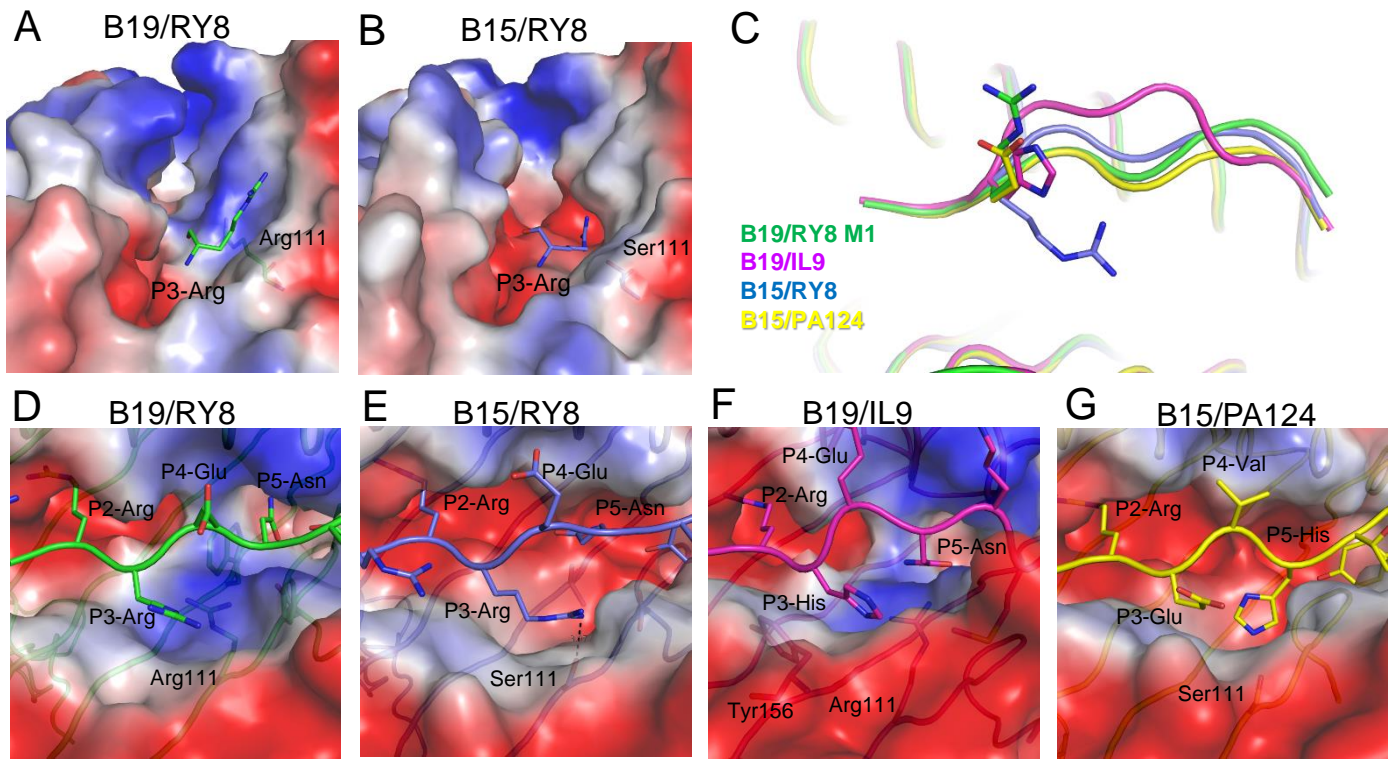 A
B19/RY8
Arg111
P3-Arg
B
B15/RY8
Ser111
P3-Arg
C
B19/RY8 M1
B19/IL9
B15/RY8
B15/PA124
D
B19/RY8
P4-Glu
P5-Asn
P2-Arg
P3-Arg
Arg111
E
B15/RY8
P4-Glu
P2-Arg
P5-Asn
P3-Arg
Ser111
F
B19/IL9
P4-Glu
P2-Arg
P5-Asn
P3-His
Tyr156
Arg111
G
B15/PA124
P4-Val
P2-Arg
P5-His
P3-Glu
Ser111